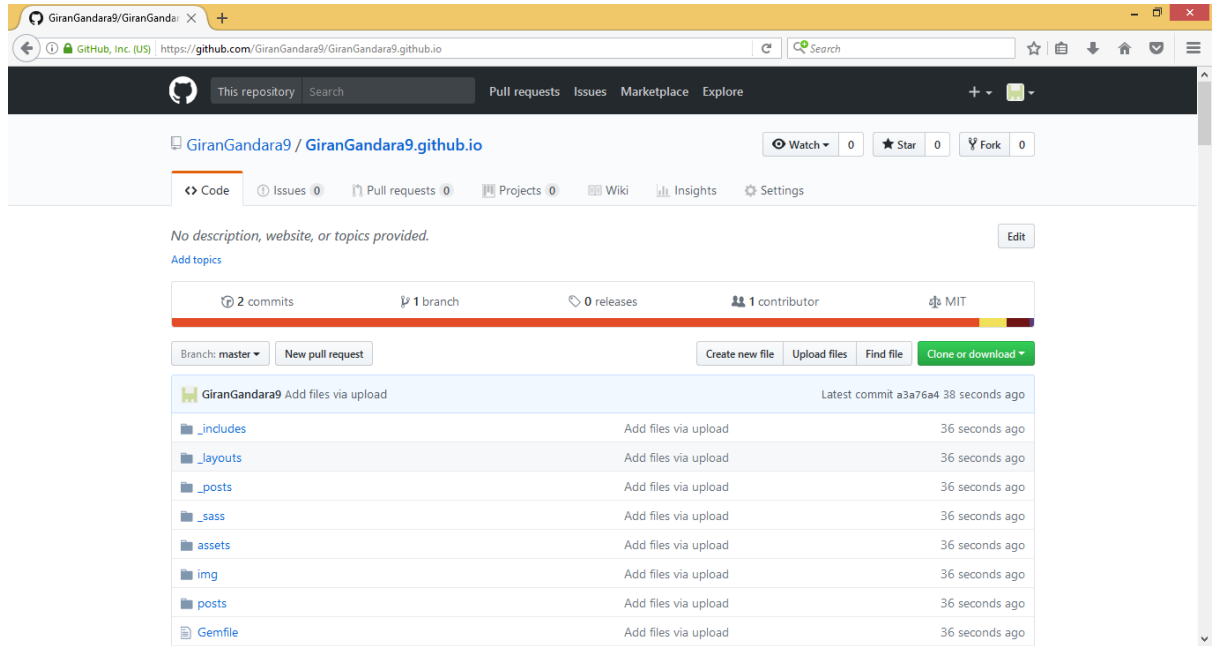 GiranGandara9/GiranGandar
GitHub, Inc. (US) https://github.com/GiranGandara9/GiranGandara9.github.io Search
This repository Search Pull requests Issues Marketplace Explore
GiranGandara9 / GiranGandara9.github.io Watch 0 Star 0 Fork 0
Code Issues 0 Pull requests 0 Projects 0 Wiki Insights Settings
No description, website, or topics provided. Edit
Add topics
2 commits 1 branch 0 releases 1 contributor MIT
Branch: master New pull request Create new file Upload files Find file Clone or download
GiranGandara9 Add files via upload Latest commit a3a76a4 38 seconds ago
_includes Add files via upload 36 seconds ago
_layouts Add files via upload 36 seconds ago
_posts Add files via upload 36 seconds ago
_sass Add files via upload 36 seconds ago
assets Add files via upload 36 seconds ago
img Add files via upload 36 seconds ago
posts Add files via upload 36 seconds ago
Gemfile Add files via upload 36 seconds ago